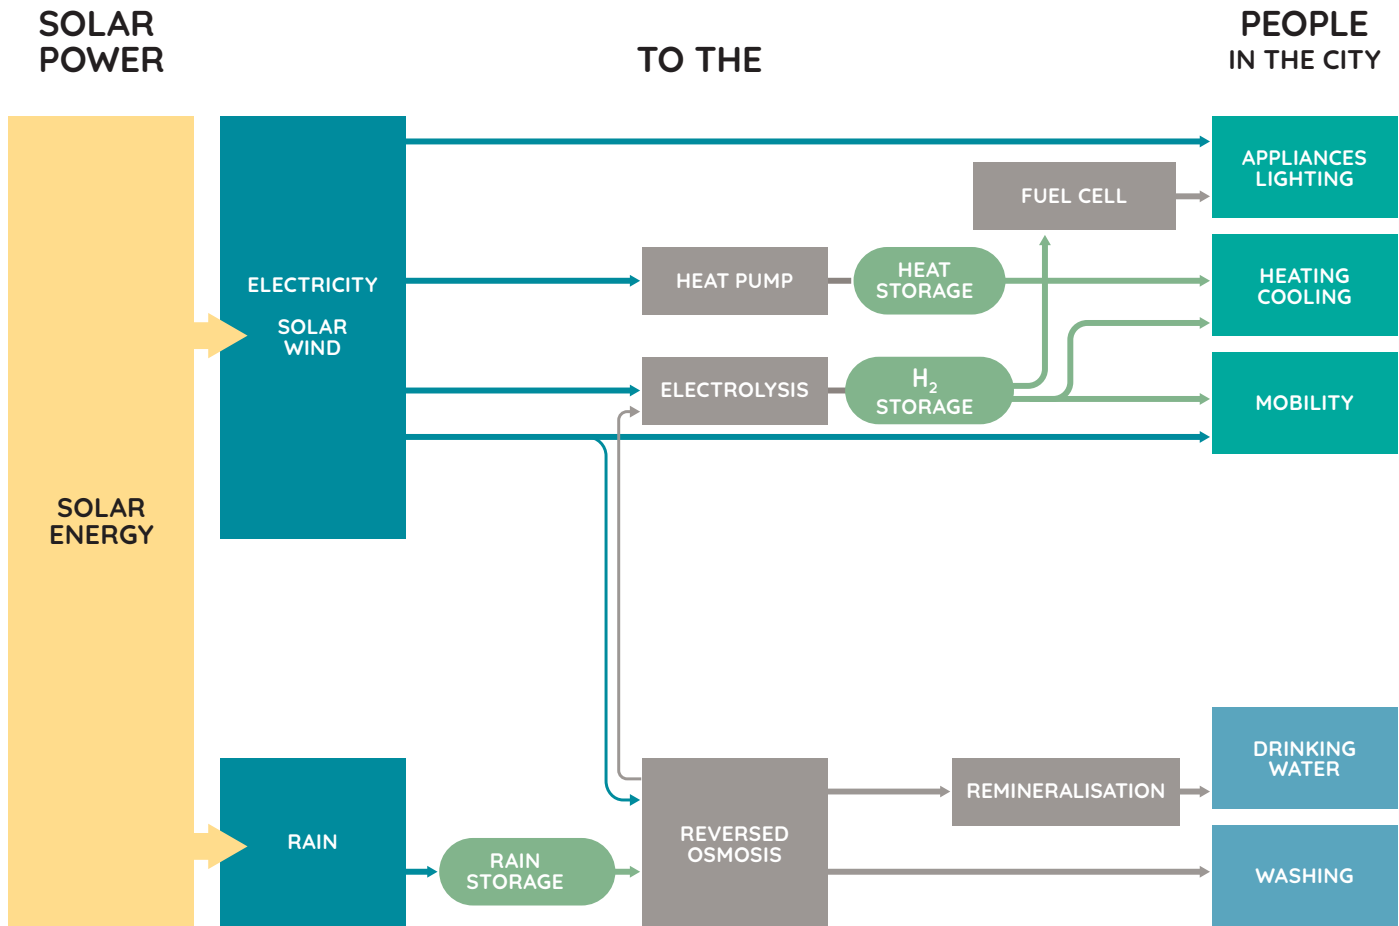 SOLAR
POWER
TO THE
PEOPLE
IN THE CITY
SOLAR
ENERGY
ELECTRICITY
SOLAR
WIND
HEAT PUMP
HEAT
STORAGE
FUEL CELL
APPLIANCES
LIGHTING
HEATING
COOLING
ELECTROLYSIS
H₂
STORAGE
MOBILITY
RAIN
RAIN
STORAGE
REVERSED
OSMOSIS
REMINERALISATION
DRINKING
WATER
WASHING